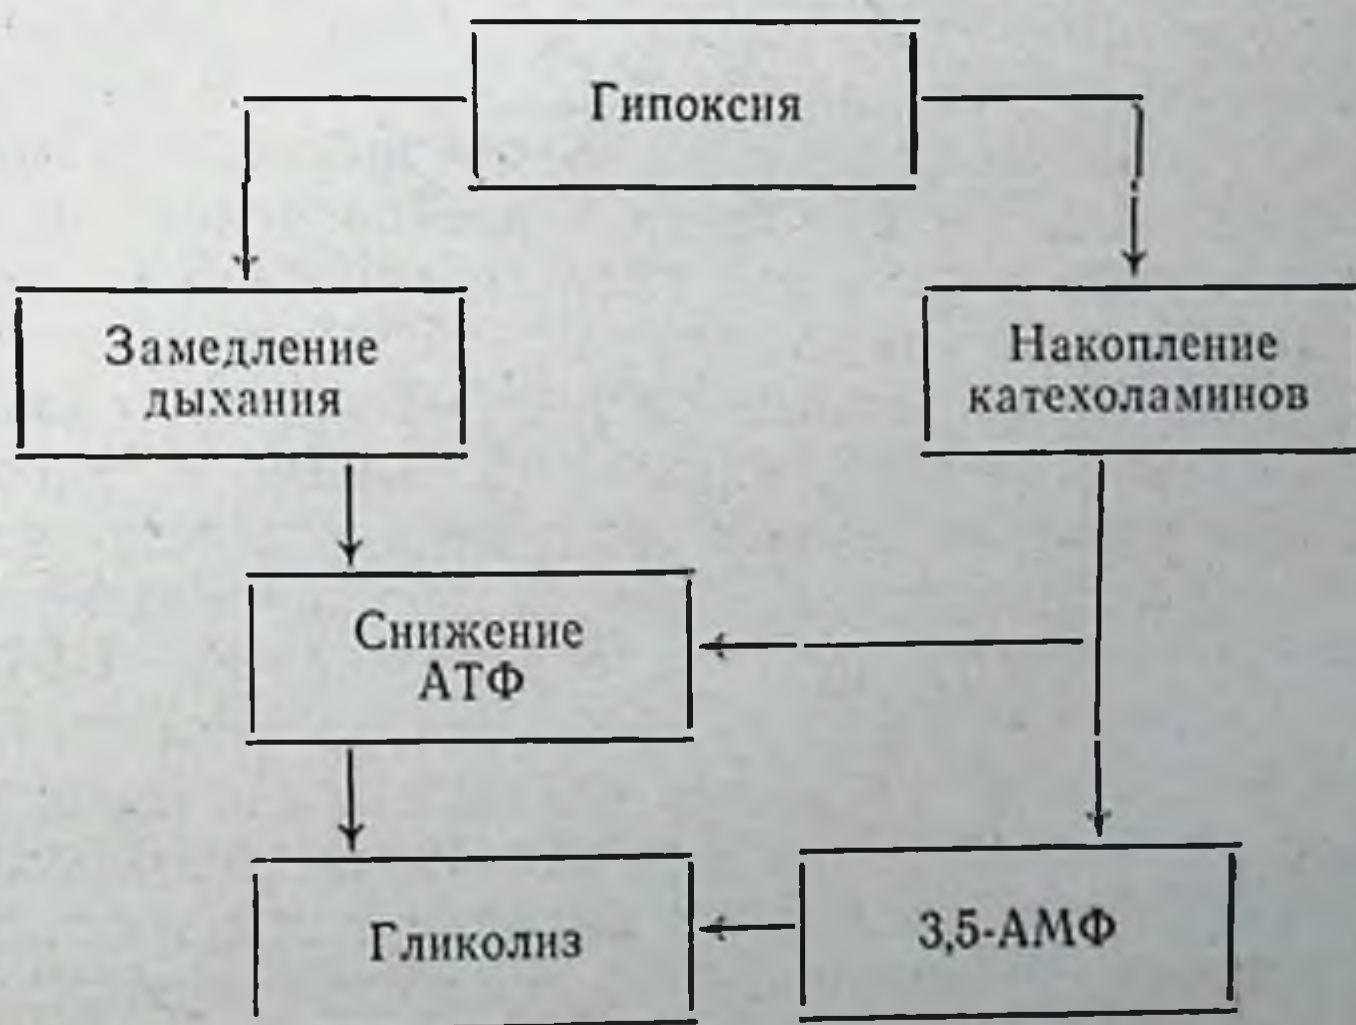 Гипоксия
Замедление
дыхания
Накопление
катехоламинов
Снижение
АТФ
Гликолиз
3,5-АМФ